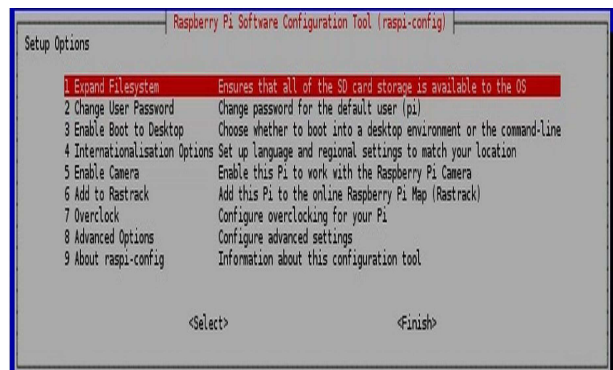 Raspberry Pi Software Configuration Tool (raspi-config)
Setup Options
1 Expand Filesystem Ensures that all of the SD card storage is available to the OS
2 Change User Password Change password for the default user (pi)
3 Enable Boot to Desktop Choose whether to boot into a desktop environment or the command-line
4 Internationalisation Options Set up language and regional settings to match your location
5 Enable Camera Enable this Pi to work with the Raspberry Pi Camera
6 Add to Rastrack Add this Pi to the online Raspberry Pi Map (Rastrack)
7 Overclock Configure overclocking for your Pi
8 Advanced Options Configure advanced settings
9 About raspi-config Information about this configuration tool
<Select> <Finish>